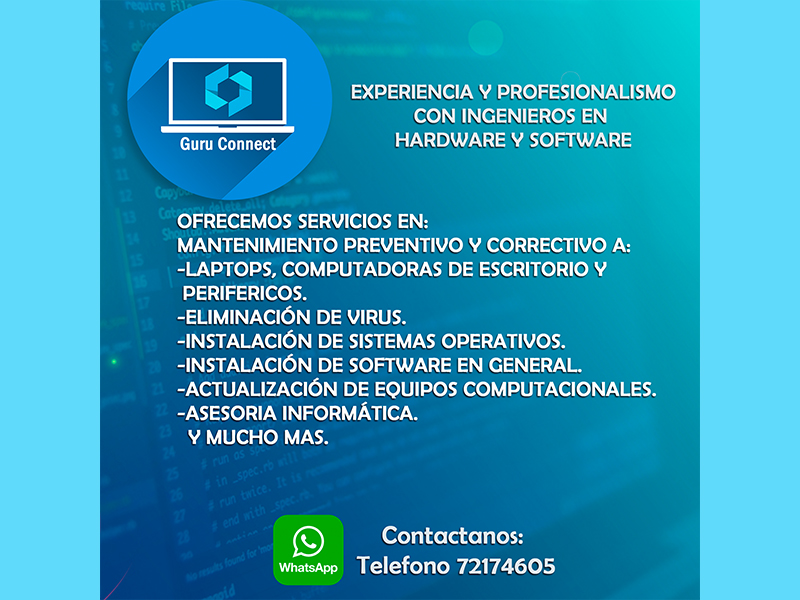 Guru Connect
EXPERIENCIA Y PROFESIONALISMO
CON INGENIEROS EN
HARDWARE Y SOFTWARE
OFRECEMOS SERVICIOS EN:
MANTENIMIENTO PREVENTIVO Y CORRECTIVO A:
-LAPTOPS, COMPUTADORAS DE ESCRITORIO Y
PERIFERICOS.
-ELIMINACIÓN DE VIRUS.
-INSTALACIÓN DE SISTEMAS OPERATIVOS.
-INSTALACIÓN DE SOFTWARE EN GENERAL.
-ACTUALIZACIÓN DE EQUIPOS COMPUTACIONALES.
-ASESORIA INFORMÁTICA.
Y MUCHO MAS.
WhatsApp
Contactanos:
Telefono 72174605